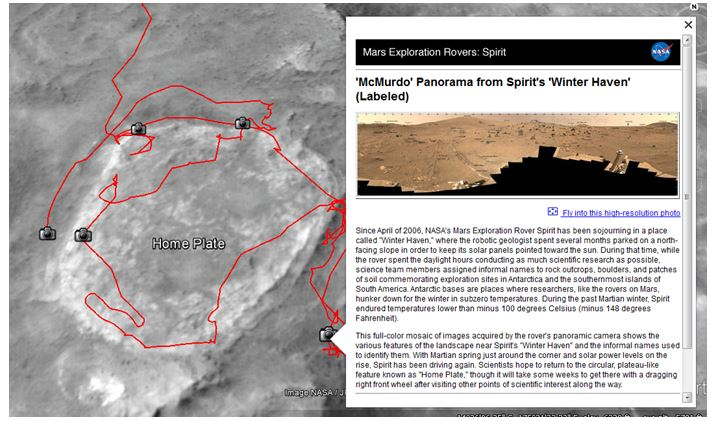 N
Mars Exploration Rovers: Spirit
NASA
'McMurdo' Panorama from Spirit's 'Winter Haven'
(Labeled)
Fly into this high-resolution photo
Since April of 2006, NASA's Mars Exploration Rover Spirit has been sojourning in a place
called "Winter Haven," where the robotic geologist spent several months parked on a north-
facing slope in order to keep its solar panels pointed toward the sun. During that time, while
the rover spent the daylight hours conducting as much scientific research as possible,
science team members assigned informal names to rock outcrops, boulders, and patches
of soil commemorating exploration sites in Antarctica and the southernmost islands of
South America. Antarctic bases are places where researchers, like the rovers on Mars,
hunker down for the winter in subzero temperatures. During the past Martian winter, Spirit
endured temperatures lower than minus 100 degrees Celsius (minus 148 degrees
Fahrenheit).
This full-color mosaic of images acquired by the rover's panoramic camera shows the
various features of the landscape near Spirit's "Winter Haven" and the informal names used
to identify them. With Martian spring just around the corner and solar power levels on the
rise, Spirit has been driving again. Scientists hope to return to the circular, plateau-like
feature known as "Home Plate," though it will take some weeks to get there with a dragging
right front wheel after visiting other points of scientific interest along the way.
Home Plate
Image NASA / J